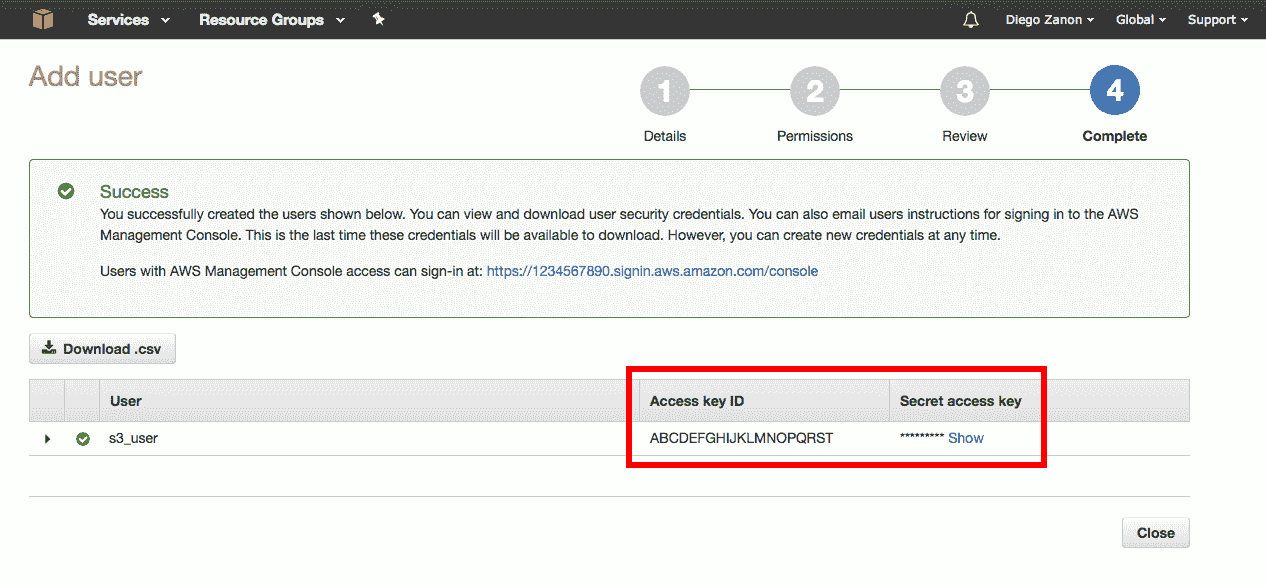 Services Resource Groups Diego Zanon Global Support
Add user
1 2 3 4
Details Permissions Review Complete
Success
You successfully created the users shown below. You can view and download user security credentials. You can also email users instructions for signing in to the AWS
Management Console. This is the last time these credentials will be available to download. However, you can create new credentials at any time.
Users with AWS Management Console access can sign-in at: https://1234567890.signin.aws.amazon.com/console
Download .csv
User Access key ID Secret access key
s3_user ABCDEFGHIJKLMNOPQRST ********* Show
Close